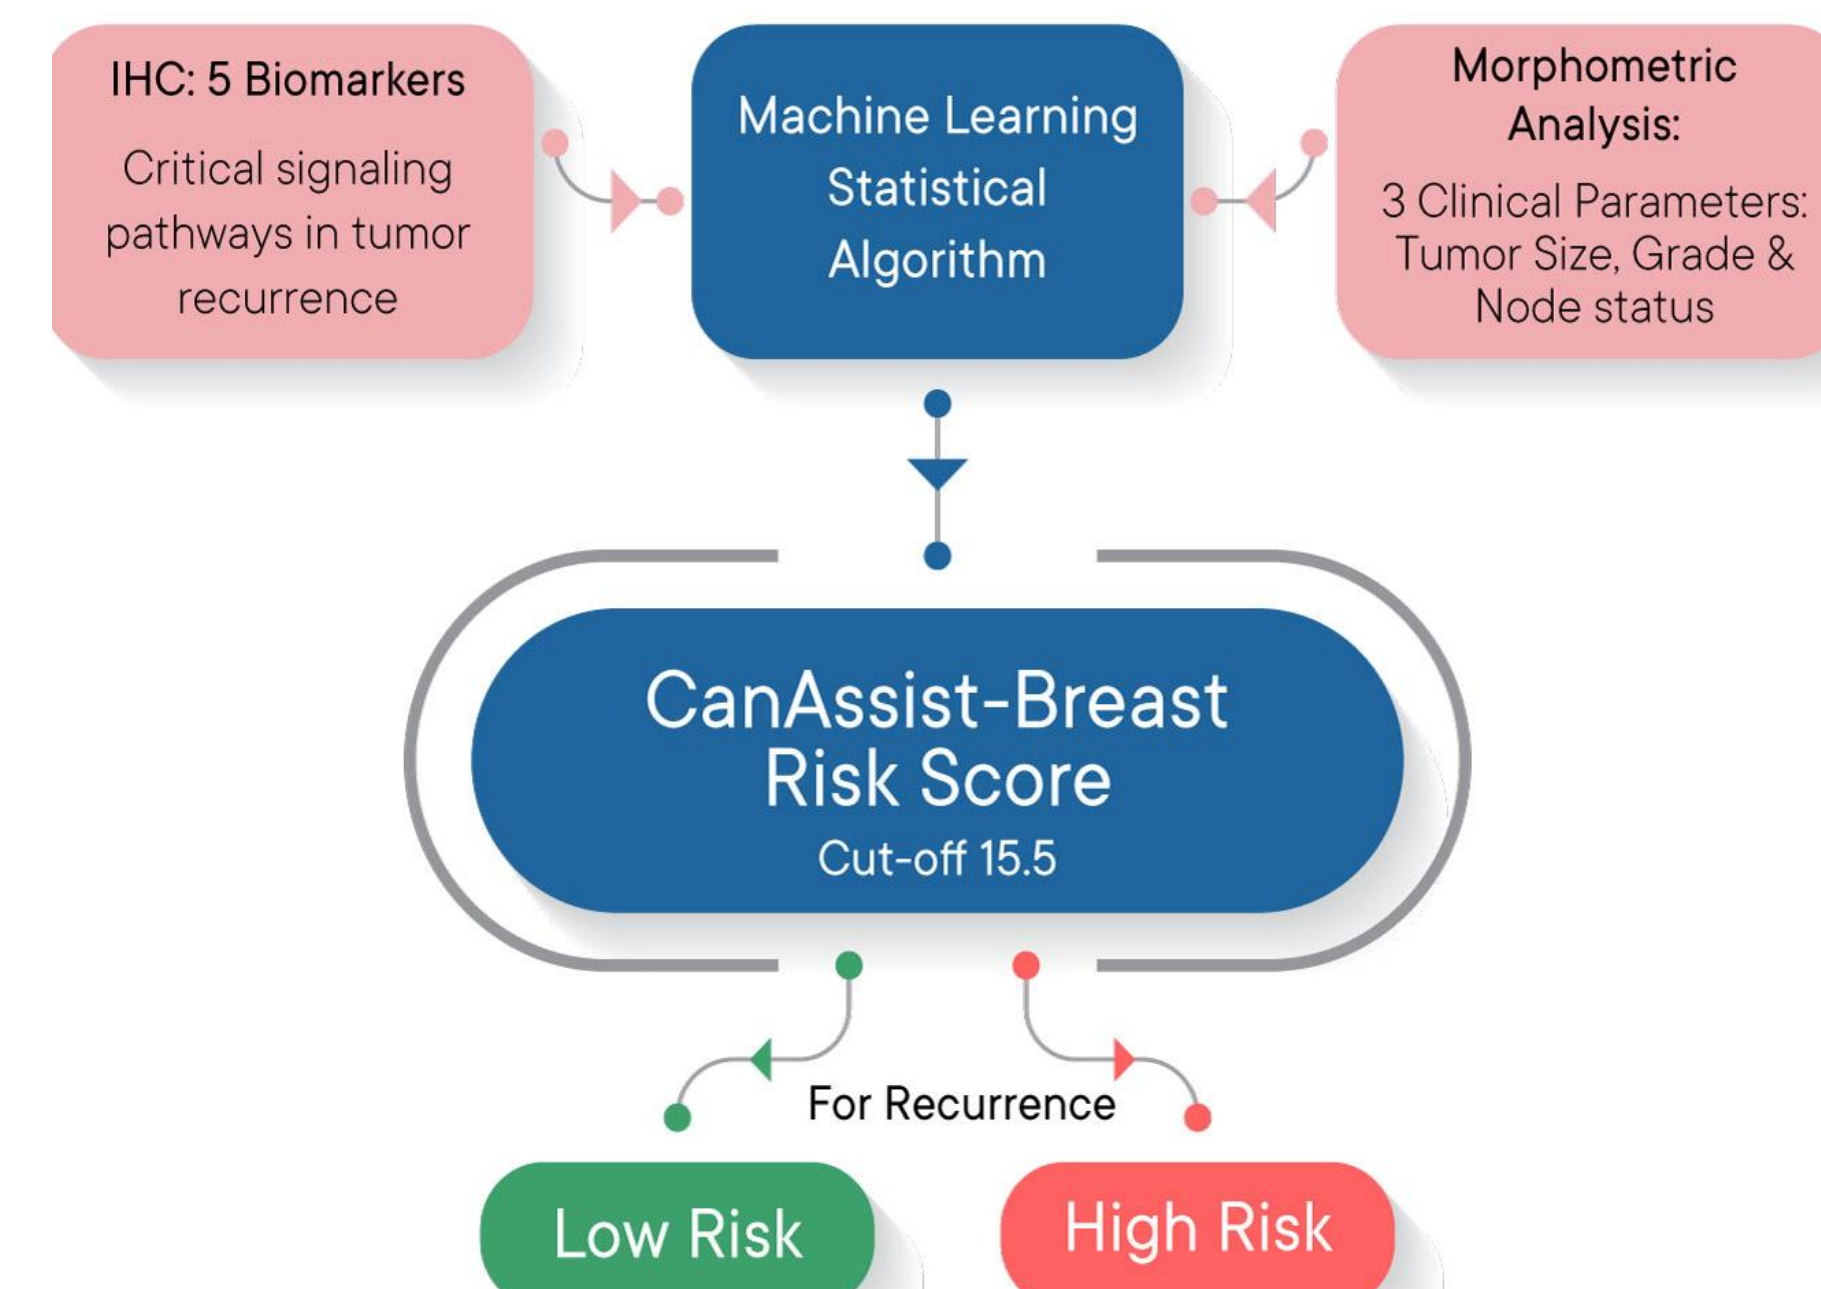 IHC: 5 Biomarkers
Critical signaling
pathways in tumor
recurrence
Machine Learning
Statistical
Algorithm
Morphometric
Analysis:
3 Clinical Parameters:
Tumor Size, Grade &
Node status
CanAssist-Breast
Risk Score
Cut-off 15.5
For Recurrence
Low Risk
High Risk